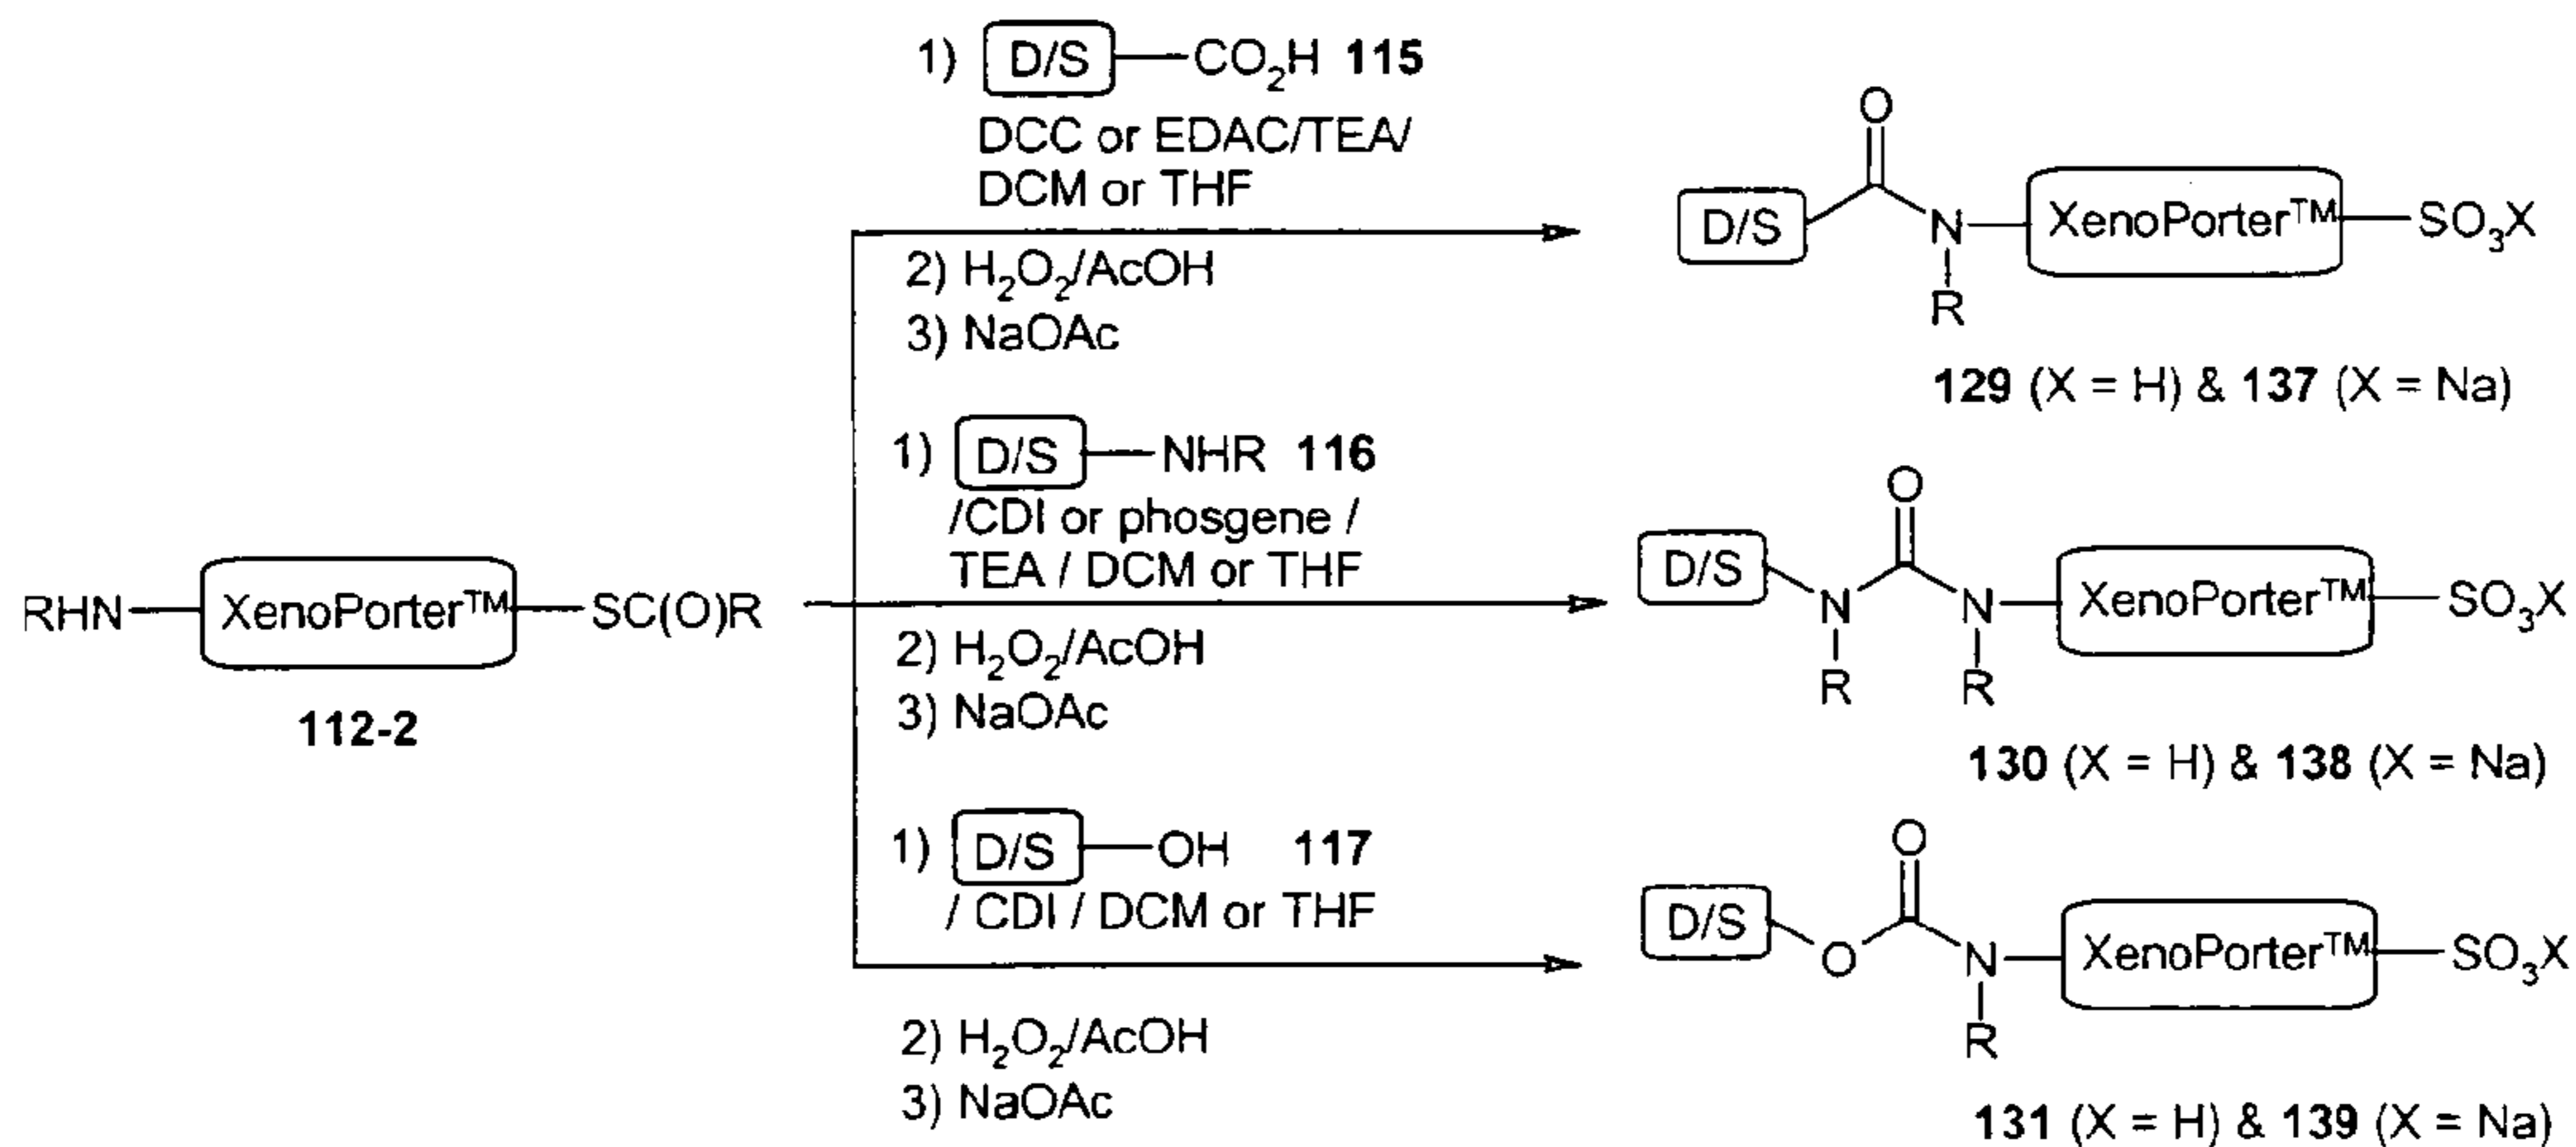 1) D/S—CO₂H 115
DCC or EDAC/TEA/
DCM or THF
2) H₂O₂/AcOH
3) NaOAc
O
D/S N XenoPorter™ SO₃X
R
129 (X = H) & 137 (X = Na)
RHN XenoPorter™ SC(O)R
112-2
1) D/S—NHR 116
/CDI or phosgene /
TEA / DCM or THF
2) H₂O₂/AcOH
3) NaOAc
O
D/S N N XenoPorter™ SO₃X
R R
130 (X = H) & 138 (X = Na)
1) D/S—OH 117
/ CDI / DCM or THF
2) H₂O₂/AcOH
3) NaOAc
O
D/S O N XenoPorter™ SO₃X
R
131 (X = H) & 139 (X = Na)